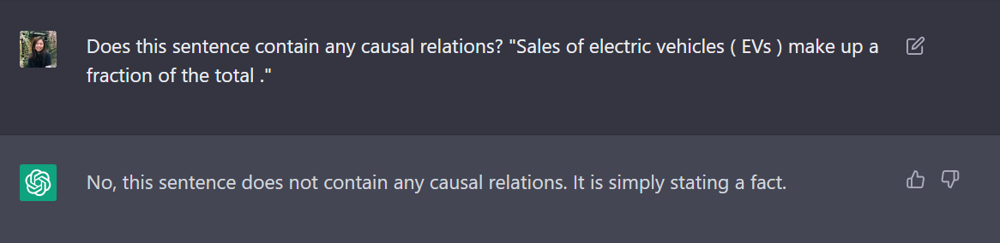 Does this sentence contain any causal relations? "Sales of electric vehicles ( EVs ) make up a
fraction of the total ."
No, this sentence does not contain any causal relations. It is simply stating a fact.